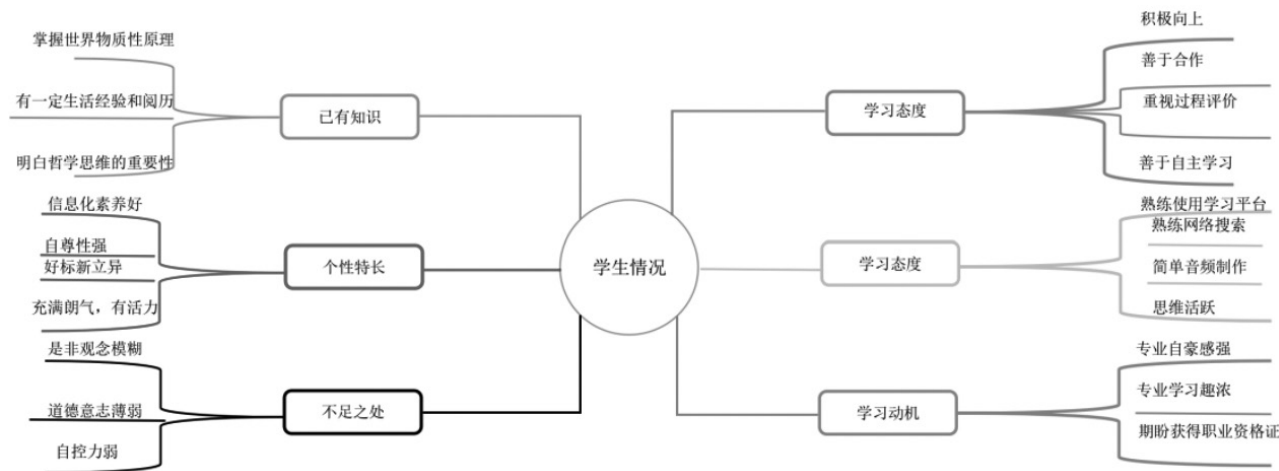 学生情况
已有知识
掌握世界物质性原理
有一定生活经验和阅历
明白哲学思维的重要性
个性特长
信息化素养好
自尊性强
好标新立异
充满朗气，有活力
不足之处
是非观念模糊
道德意志薄弱
自控力弱
学习态度
积极向上
善于合作
重视过程评价
善于自主学习
学习态度
熟练使用学习平台
熟练网络搜索
简单音频制作
思维活跃
学习动机
专业自豪感强
专业学习趣浓
期盼获得职业资格证